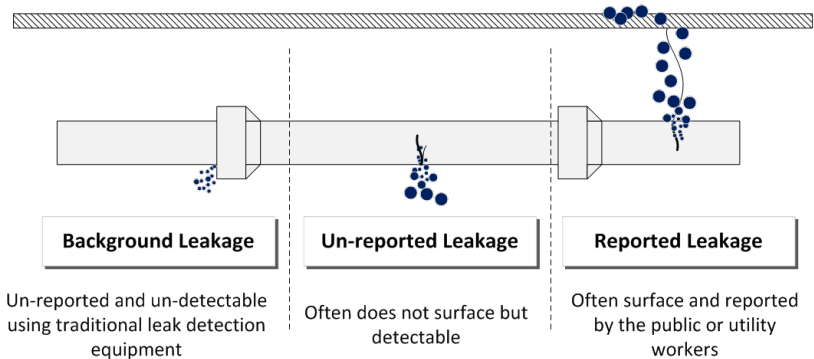 Background Leakage
Un-reported and un-detectable
using traditional leak detection
equipment
Un-reported Leakage
Often does not surface but
detectable
Reported Leakage
Often surface and reported
by the public or utility
workers